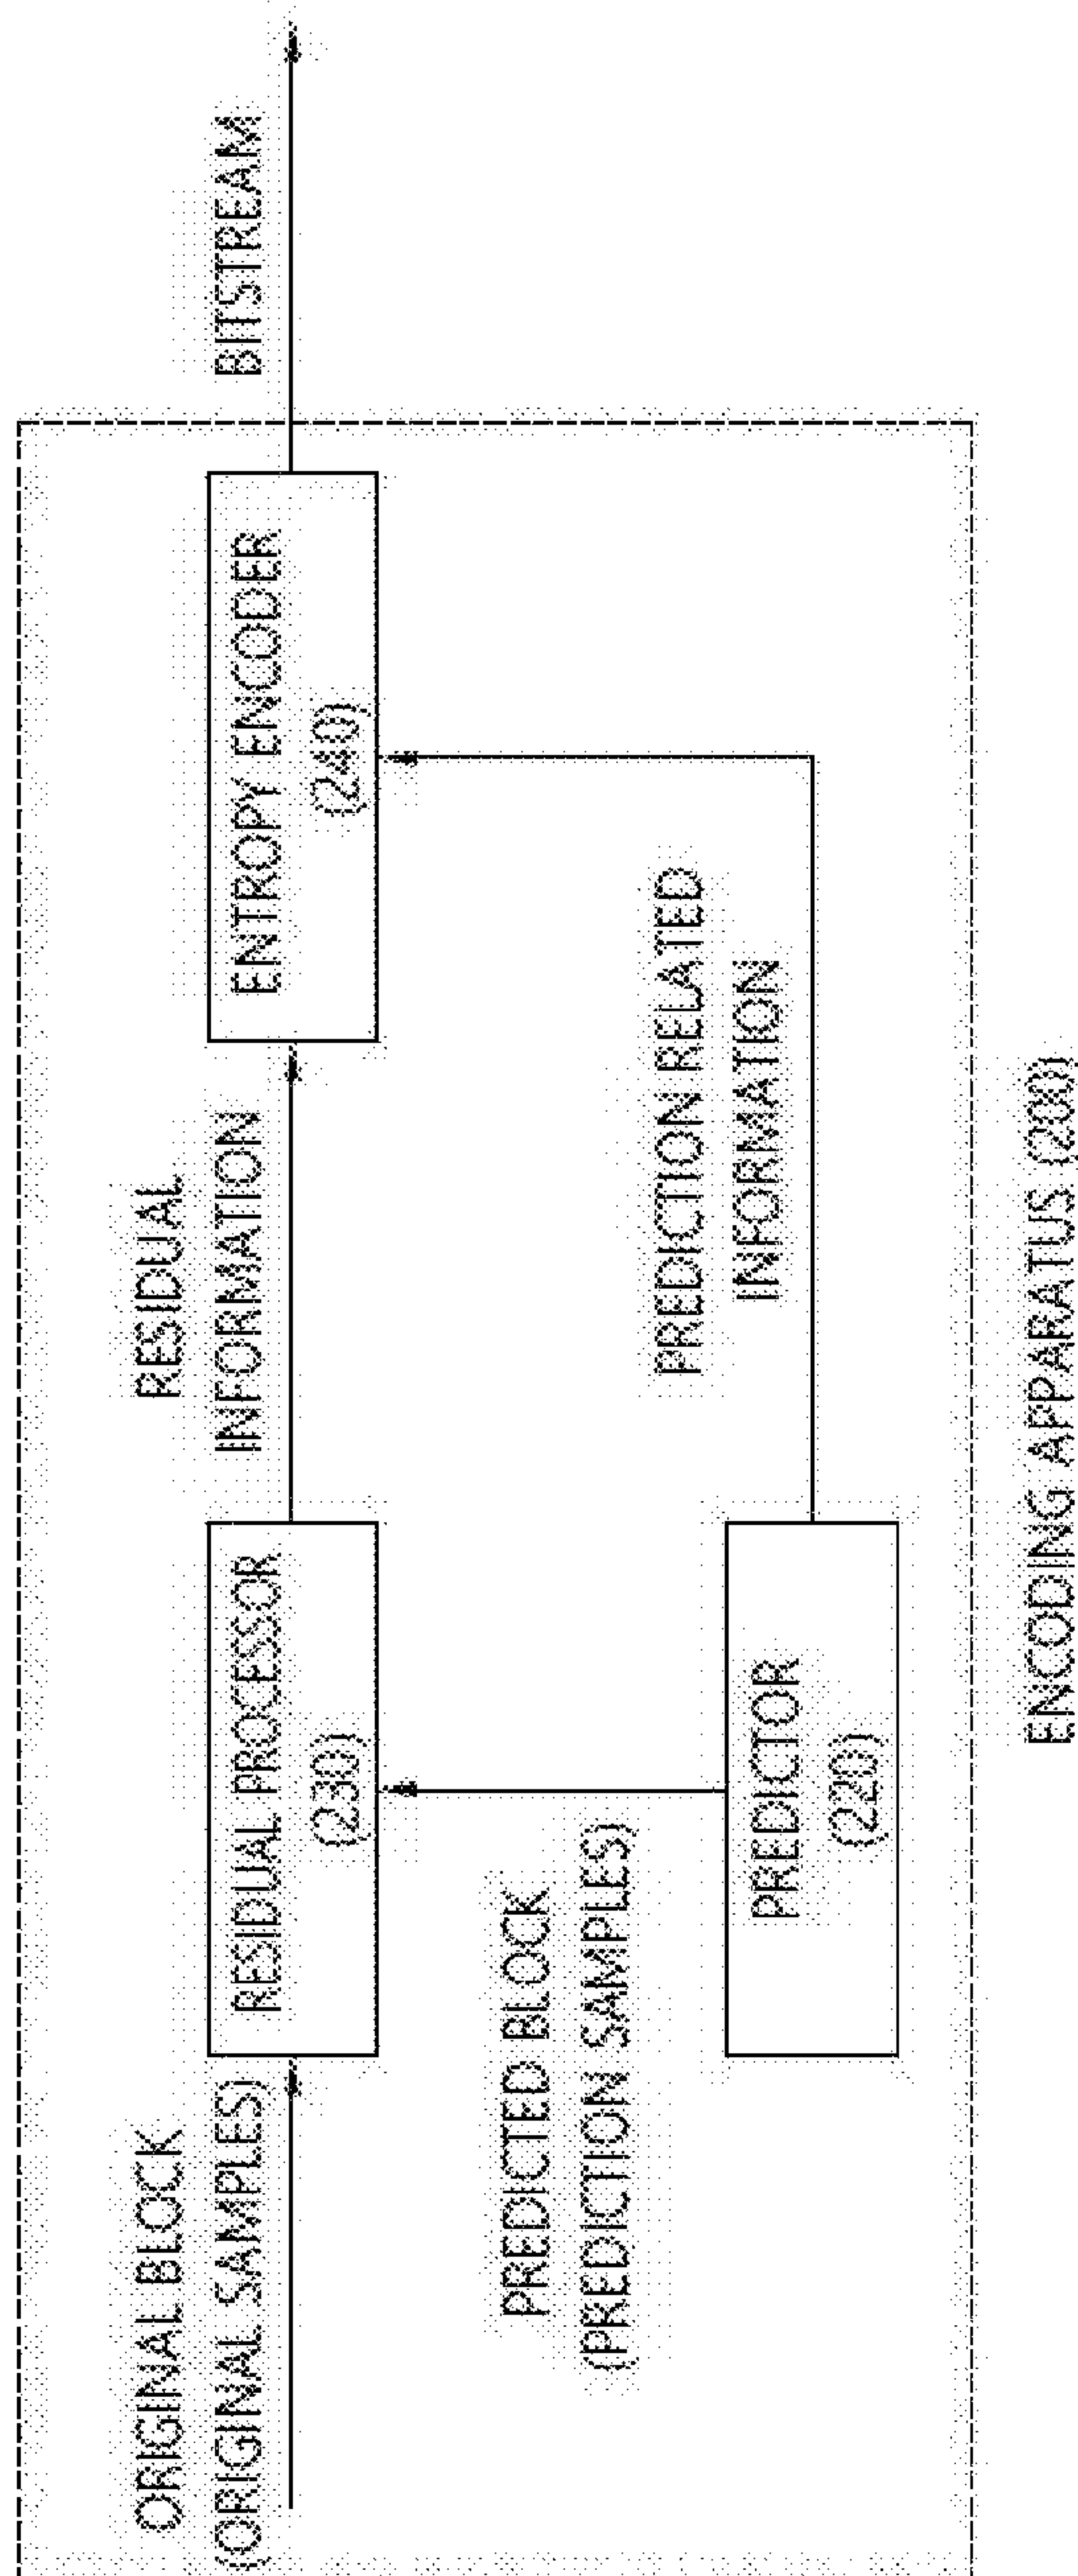 ORIGINAL BLOCK
(ORIGINAL SAMPLES)
RESIDUAL PROCESSOR
(230)
RESIDUAL
INFORMATION
ENTROPY ENCODER
(240)
BITSTREAM
PREDICTED BLOCK
(PREDICTION SAMPLES)
PREDICTION RELATED
INFORMATION
PREDICTOR
(220)
ENCODING APPARATUS (200)